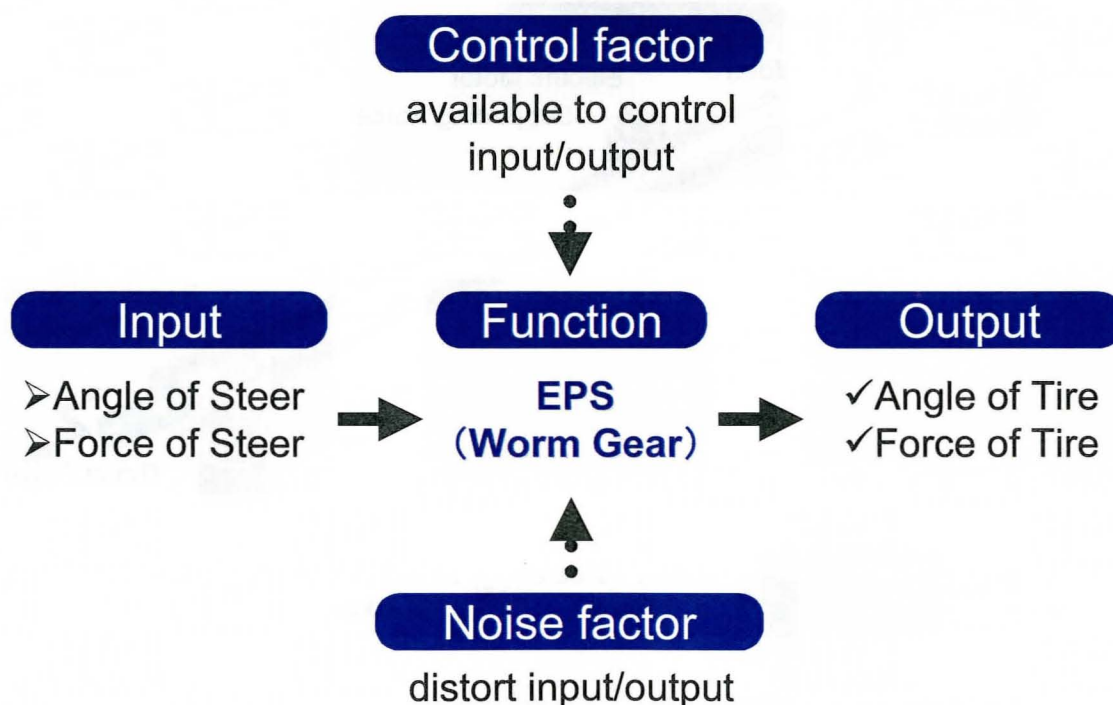 Control factor
available to control
input/output
Input
Function
Output
➢Angle of Steer
➢Force of Steer
EPS
(Worm Gear)
✓Angle of Tire
✓Force of Tire
Noise factor
distort input/output